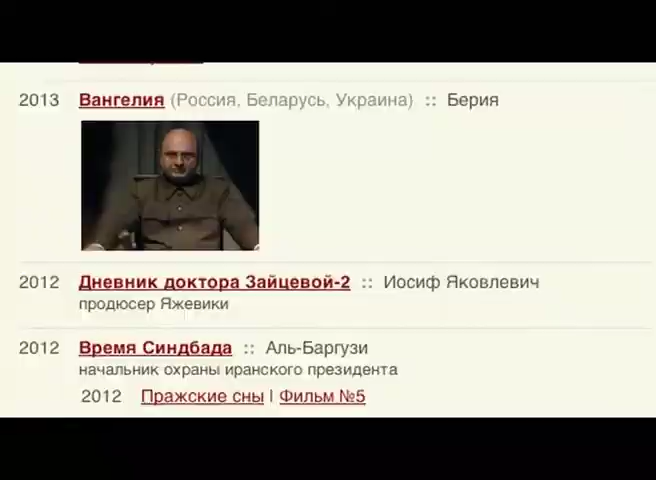 2013 Вангелия (Россия, Беларусь, Украина) :: Берия
2012 Дневник доктора Зайцевой-2 :: Иосиф Яковлевич
продюсер Яжевики
2012 Время Синдбада :: Аль-Баргузи
начальник охраны иранского президента
2012 Пражские сны | Фильм №5